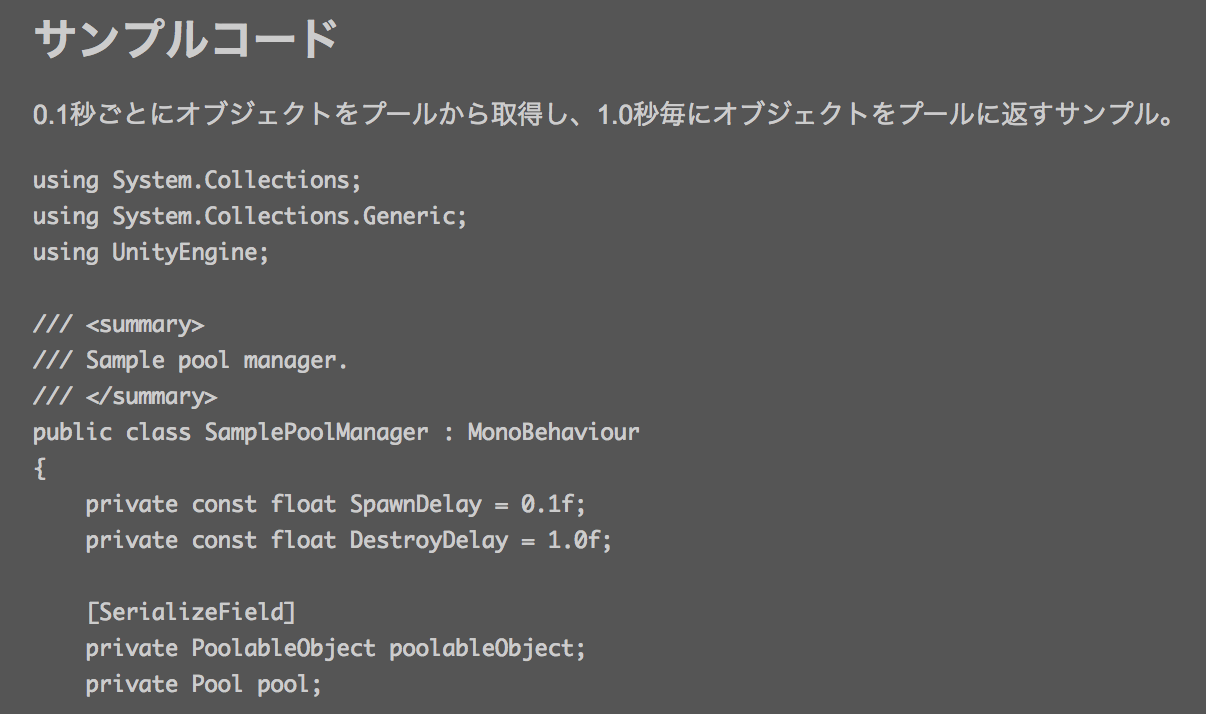 サンプルコード
0.1秒ごとにオブジェクトをプールから取得し、1.0秒毎にオブジェクトをプールに返すサンプル。
using System.Collections;
using System.Collections.Generic;
using UnityEngine;
/// <summary>
/// Sample pool manager.
/// </summary>
public class SamplePoolManager : MonoBehaviour
{
    private const float SpawnDelay = 0.1f;
    private const float DestroyDelay = 1.0f;
    [SerializeField]
    private PoolableObject poolableObject;
    private Pool pool;